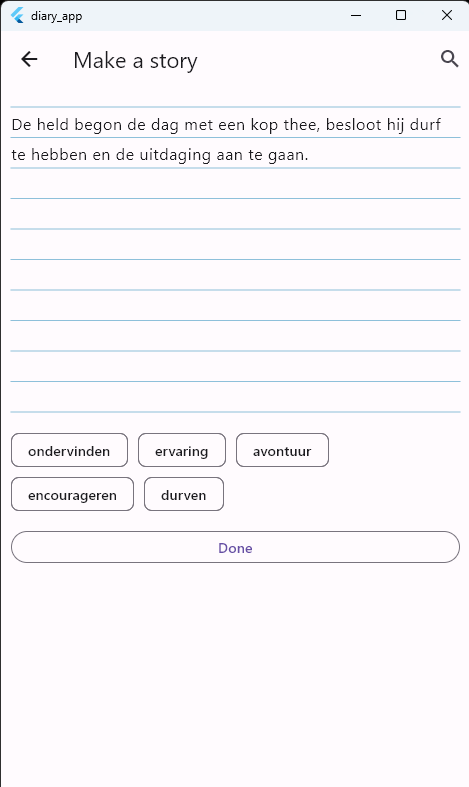 diary_app
Make a story
De held begon de dag met een kop thee, besloot hij durf
te hebben en de uitdaging aan te gaan.
ondervinden ervaring avontuur
encourageren durven
Done